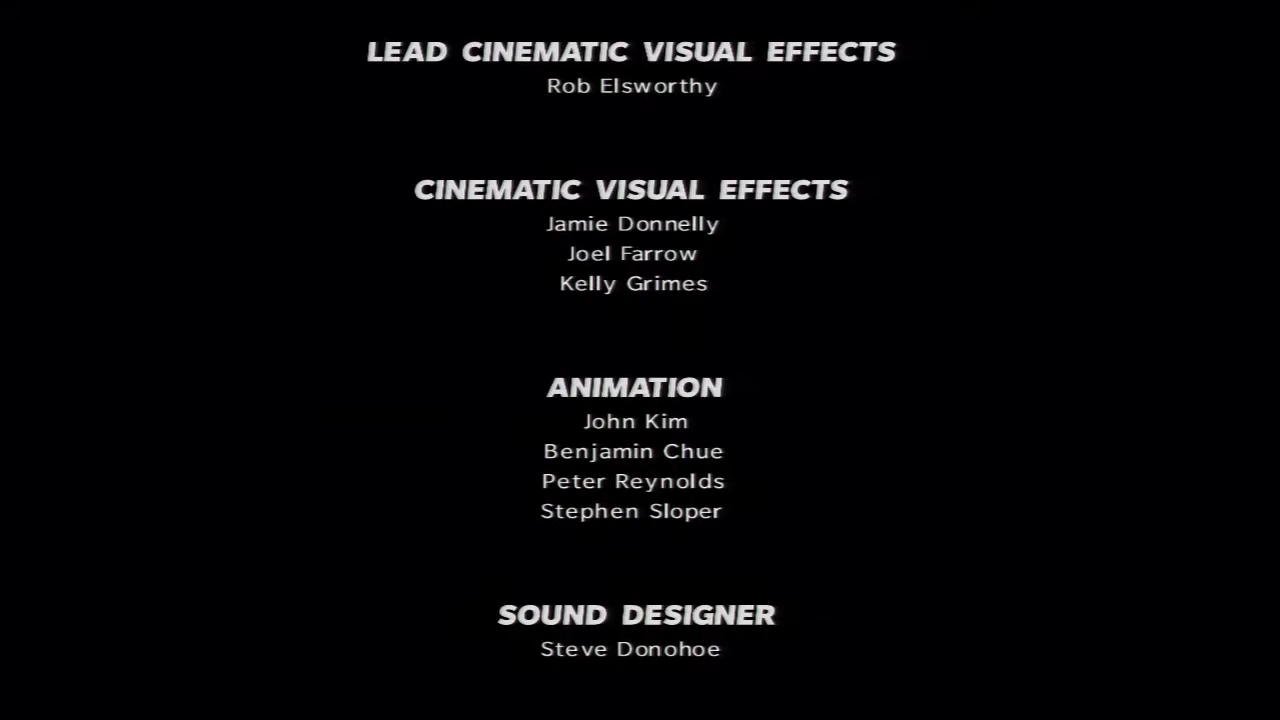 LEAD CINEMATIC VISUAL EFFECTS
Rob Elsworthy
CINEMATIC VISUAL EFFECTS
Jamie Donnelly
Joel Farrow
Kelly Grimes
ANIMATION
John Kim
Benjamin Chue
Peter Reynolds
Stephen Sloper
SOUND DESIGNER
Steve Donohoe